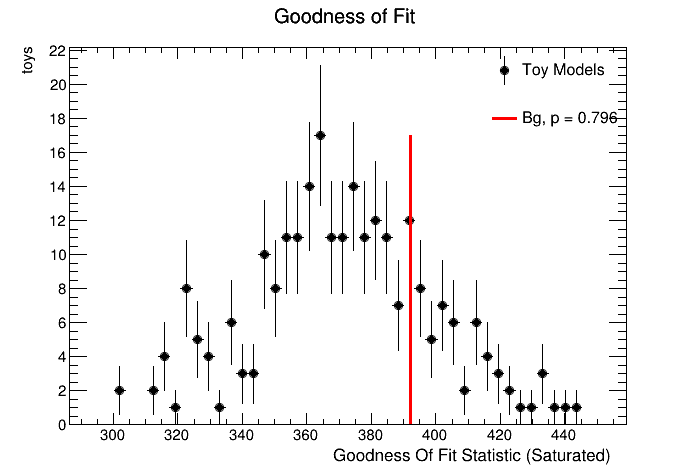 Goodness of Fit
toys
22
20
18
16
14
12
10
8
6
4
2
0
Toy Models
Bg, p = 0.796
300 320 340 360 380 400 420 440
Goodness Of Fit Statistic (Saturated)